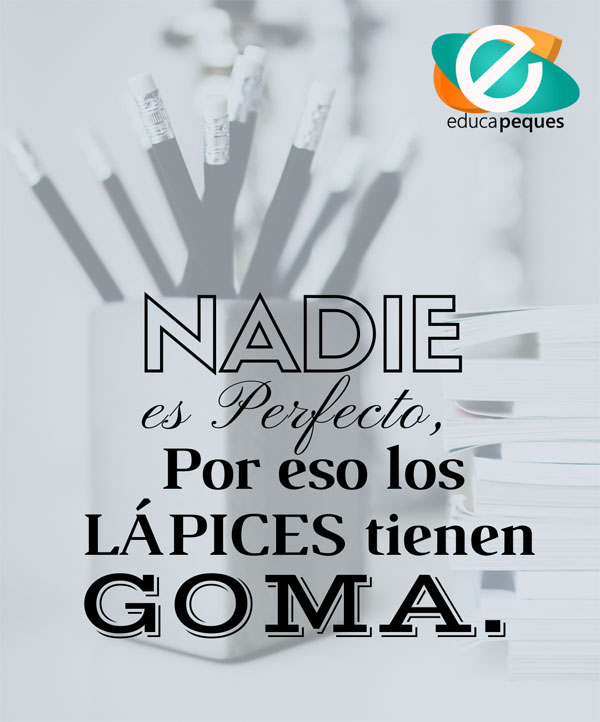 e
educapeques
NADIE
es Perfecto,
Por eso los
LÁPICES tienen
GOMA.